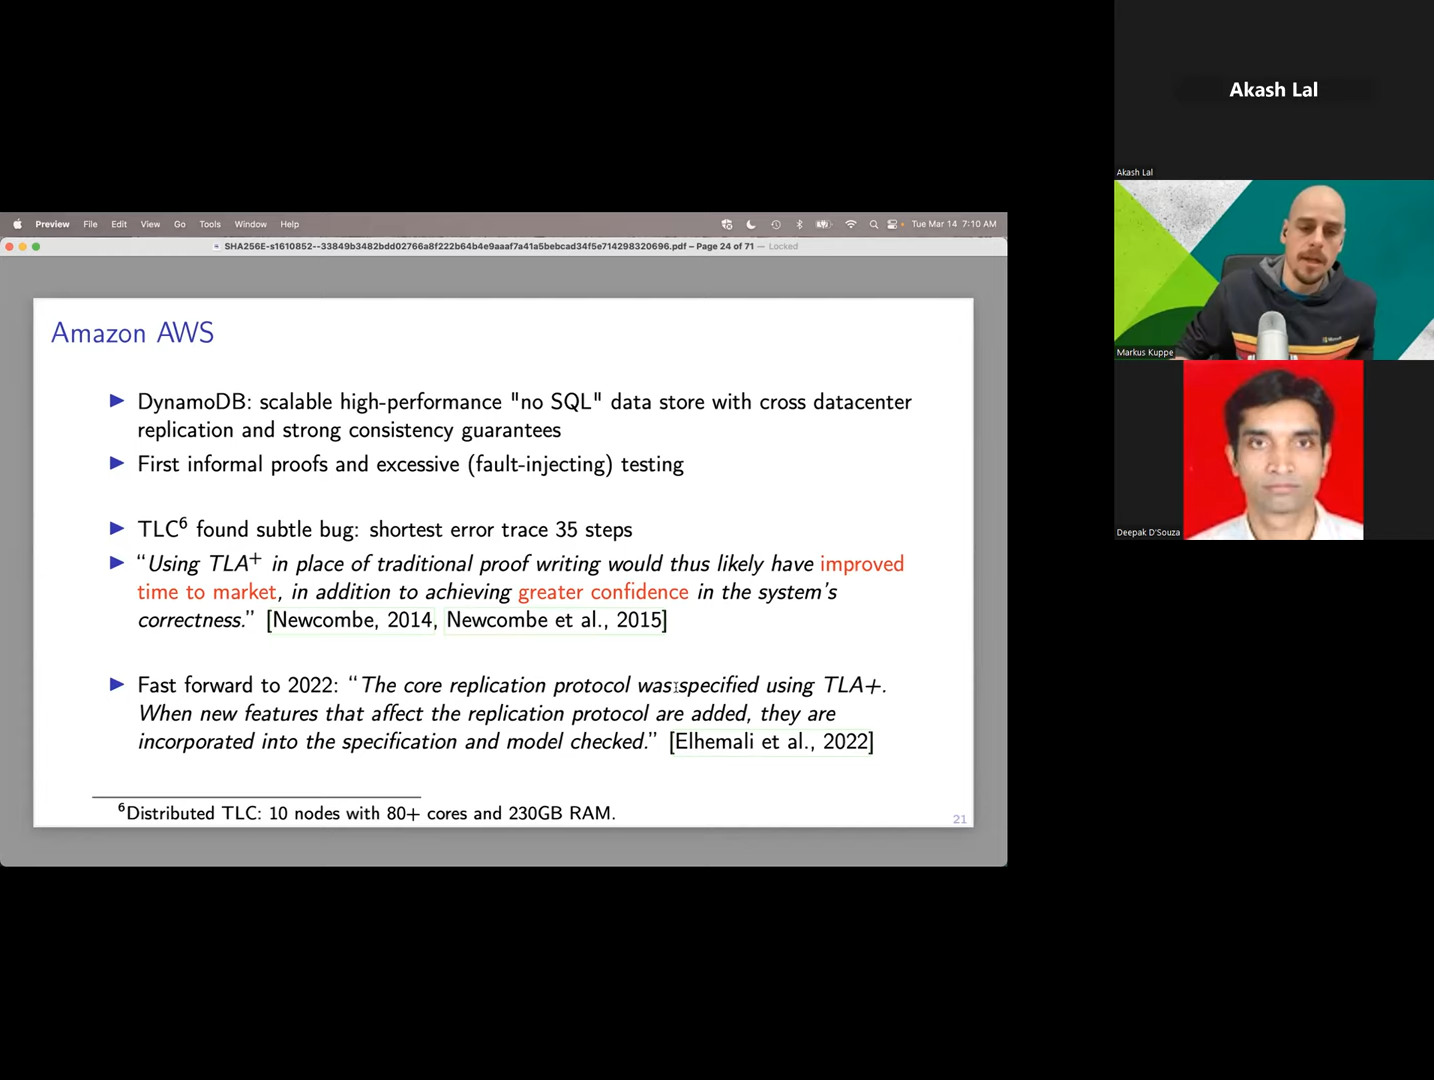 Akash Lal
Akash Lal
Preview File Edit View Go Tools Window Help Tue Mar 14 7:10 AM
SHA256E-s1610852--33849b3482bdd02766a8f222b64b4e9aaaf7a41a5bebcad34f5e714298320696.pdf – Page 24 of 71 — Locked
Amazon AWS
▶ DynamoDB: scalable high-performance "no SQL" data store with cross datacenter
replication and strong consistency guarantees
▶ First informal proofs and excessive (fault-injecting) testing
▶ TLC⁶ found subtle bug: shortest error trace 35 steps
▶ “Using TLA⁺ in place of traditional proof writing would thus likely have improved
time to market, in addition to achieving greater confidence in the system's
correctness.” [Newcombe, 2014, Newcombe et al., 2015]
▶ Fast forward to 2022: “The core replication protocol was specified using TLA+.
When new features that affect the replication protocol are added, they are
incorporated into the specification and model checked.” [Elhemali et al., 2022]
⁶Distributed TLC: 10 nodes with 80+ cores and 230GB RAM.
21
Microsoft
Markus Kuppe
Deepak D'Souza